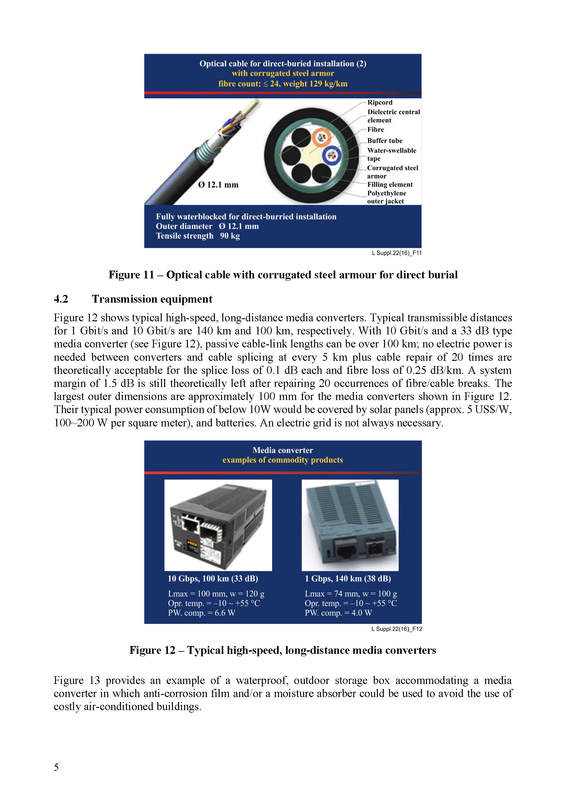 Optical cable for direct-buried installation (2)
with corrugated steel armor
fibre count: ≤ 24, weight 129 kg/km
Ripcord
Dielectric central
element
Fibre
Buffer tube
Water-swellable
tape
Corrugated steel
armor
Filling element
Polyethylene
outer jacket
Ø 12.1 mm
Fully waterblocked for direct-burried installation
Outer diameter Ø 12.1 mm
Tensile strength 90 kg
L Suppl.22(16)_F11
Figure 11 – Optical cable with corrugated steel armour for direct burial
4.2 Transmission equipment
Figure 12 shows typical high-speed, long-distance media converters. Typical transmissible distances
for 1 Gbit/s and 10 Gbit/s are 140 km and 100 km, respectively. With 10 Gbit/s and a 33 dB type
media converter (see Figure 12), passive cable-link lengths can be over 100 km; no electric power is
needed between converters and cable splicing at every 5 km plus cable repair of 20 times are
theoretically acceptable for the splice loss of 0.1 dB each and fibre loss of 0.25 dB/km. A system
margin of 1.5 dB is still theoretically left after repairing 20 occurrences of fibre/cable breaks. The
largest outer dimensions are approximately 100 mm for the media converters shown in Figure 12.
Their typical power consumption of below 10W would be covered by solar panels (approx. 5 US$/W,
100–200 W per square meter), and batteries. An electric grid is not always necessary.
Media converter
examples of commodity products
10 Gbps, 100 km (33 dB)
Lmax = 100 mm, w = 120 g
Opr. temp. = –10 ~ +55 °C
PW. comp. = 6.6 W
1 Gbps, 140 km (38 dB)
Lmax = 74 mm, w = 100 g
Opr. temp. = –10 ~ +55 °C
PW. comp. = 4.0 W
L Suppl.22(16)_F12
Figure 12 – Typical high-speed, long-distance media converters
Figure 13 provides an example of a waterproof, outdoor storage box accommodating a media
converter in which anti-corrosion film and/or a moisture absorber could be used to avoid the use of
costly air-conditioned buildings.
5